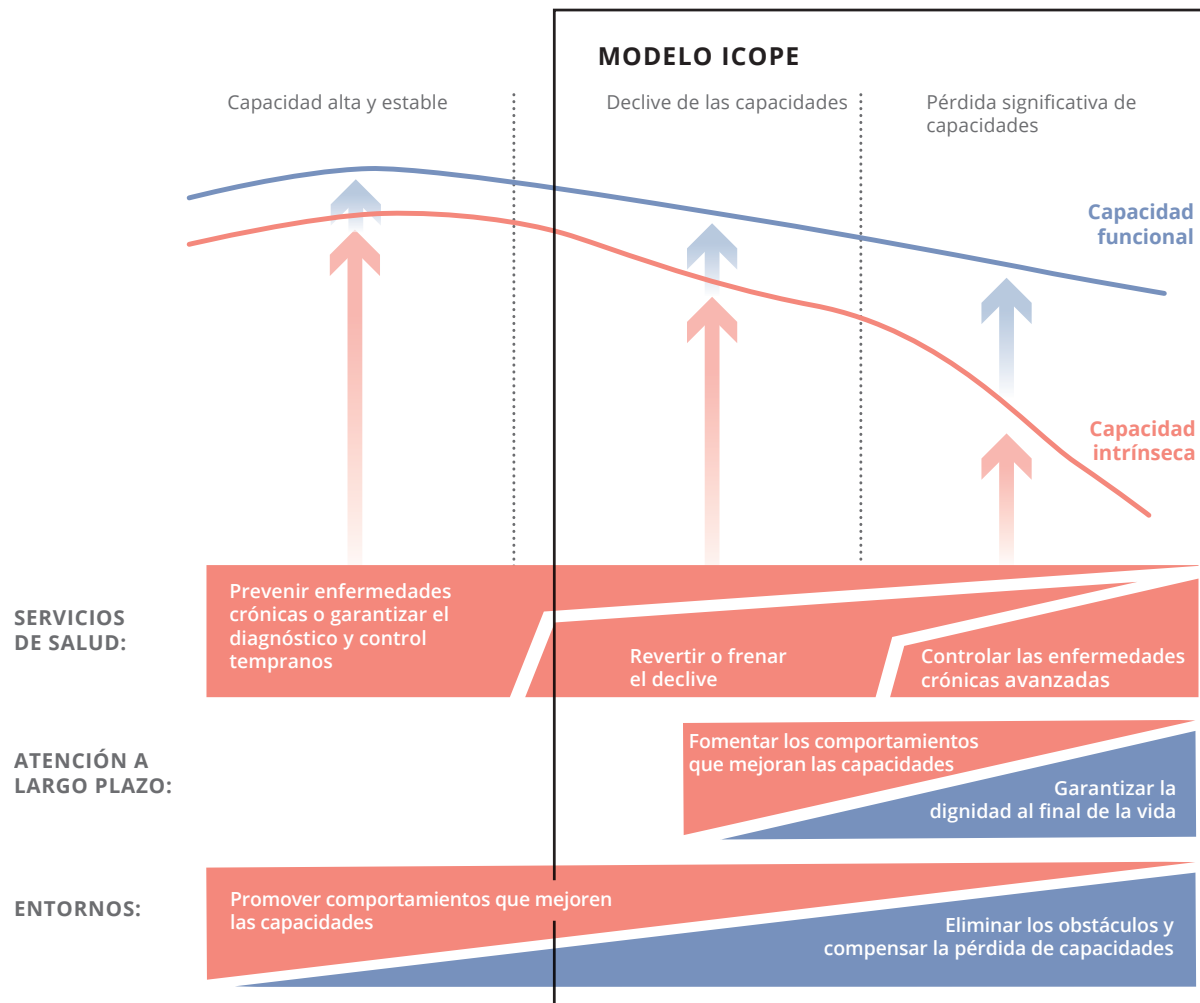 MODELO ICOPE
Capacidad alta y estable
Declive de las capacidades
Pérdida significativa de
capacidades
Capacidad
funcional
Capacidad
intrínseca
SERVICIOS
DE SALUD:
Prevenir enfermedades
crónicas o garantizar el
diagnóstico y control
tempranos
Revertir o frenar
el declive
Controlar las enfermedades
crónicas avanzadas
ATENCIÓN A
LARGO PLAZO:
Fomentar los comportamientos
que mejoran las capacidades
Garantizar la
dignidad al final de la vida
ENTORNOS:
Promover comportamientos que mejoren
las capacidades
Eliminar los obstáculos y
compensar la pérdida de capacidades